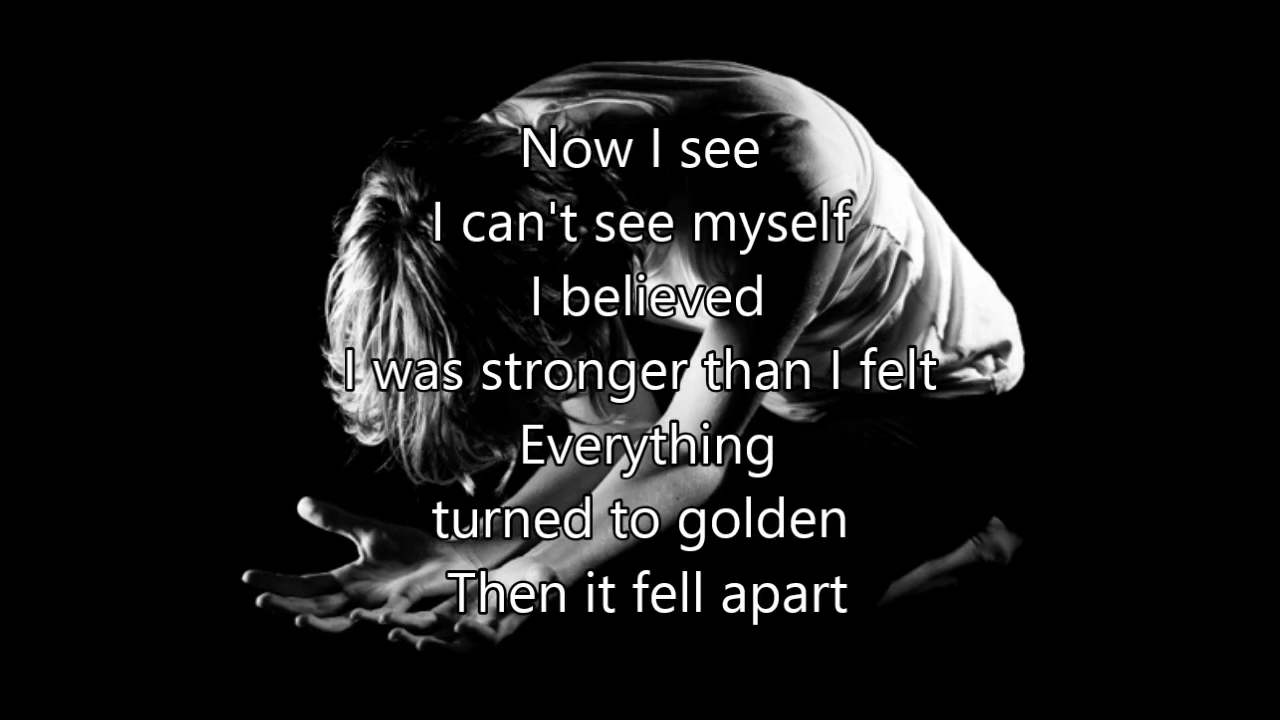 Now I see
I can't see myself
I believed
I was stronger than I felt
Everything
turned to golden
Then it fell apart